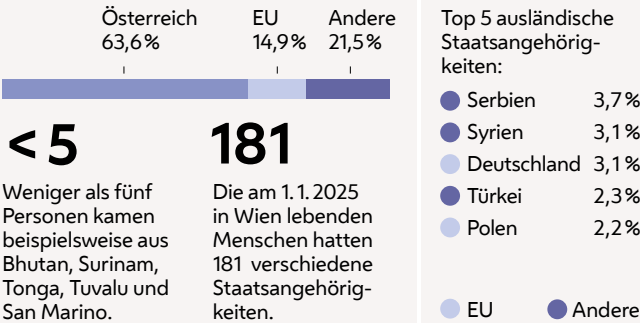 Österreich
63,6 %
EU
14,9 %
Andere
21,5 %
< 5
Weniger als fünf
Personen kamen
beispielsweise aus
Bhutan, Surinam,
Tonga, Tuvalu und
San Marino.
181
Die am 1. 1. 2025
in Wien lebenden
Menschen hatten
181 verschiedene
Staatsangehörig-
keiten.
Top 5 ausländische
Staatsangehörig-
keiten:
Serbien 3,7 %
Syrien 3,1 %
Deutschland 3,1 %
Türkei 2,3 %
Polen 2,2 %
EU Andere